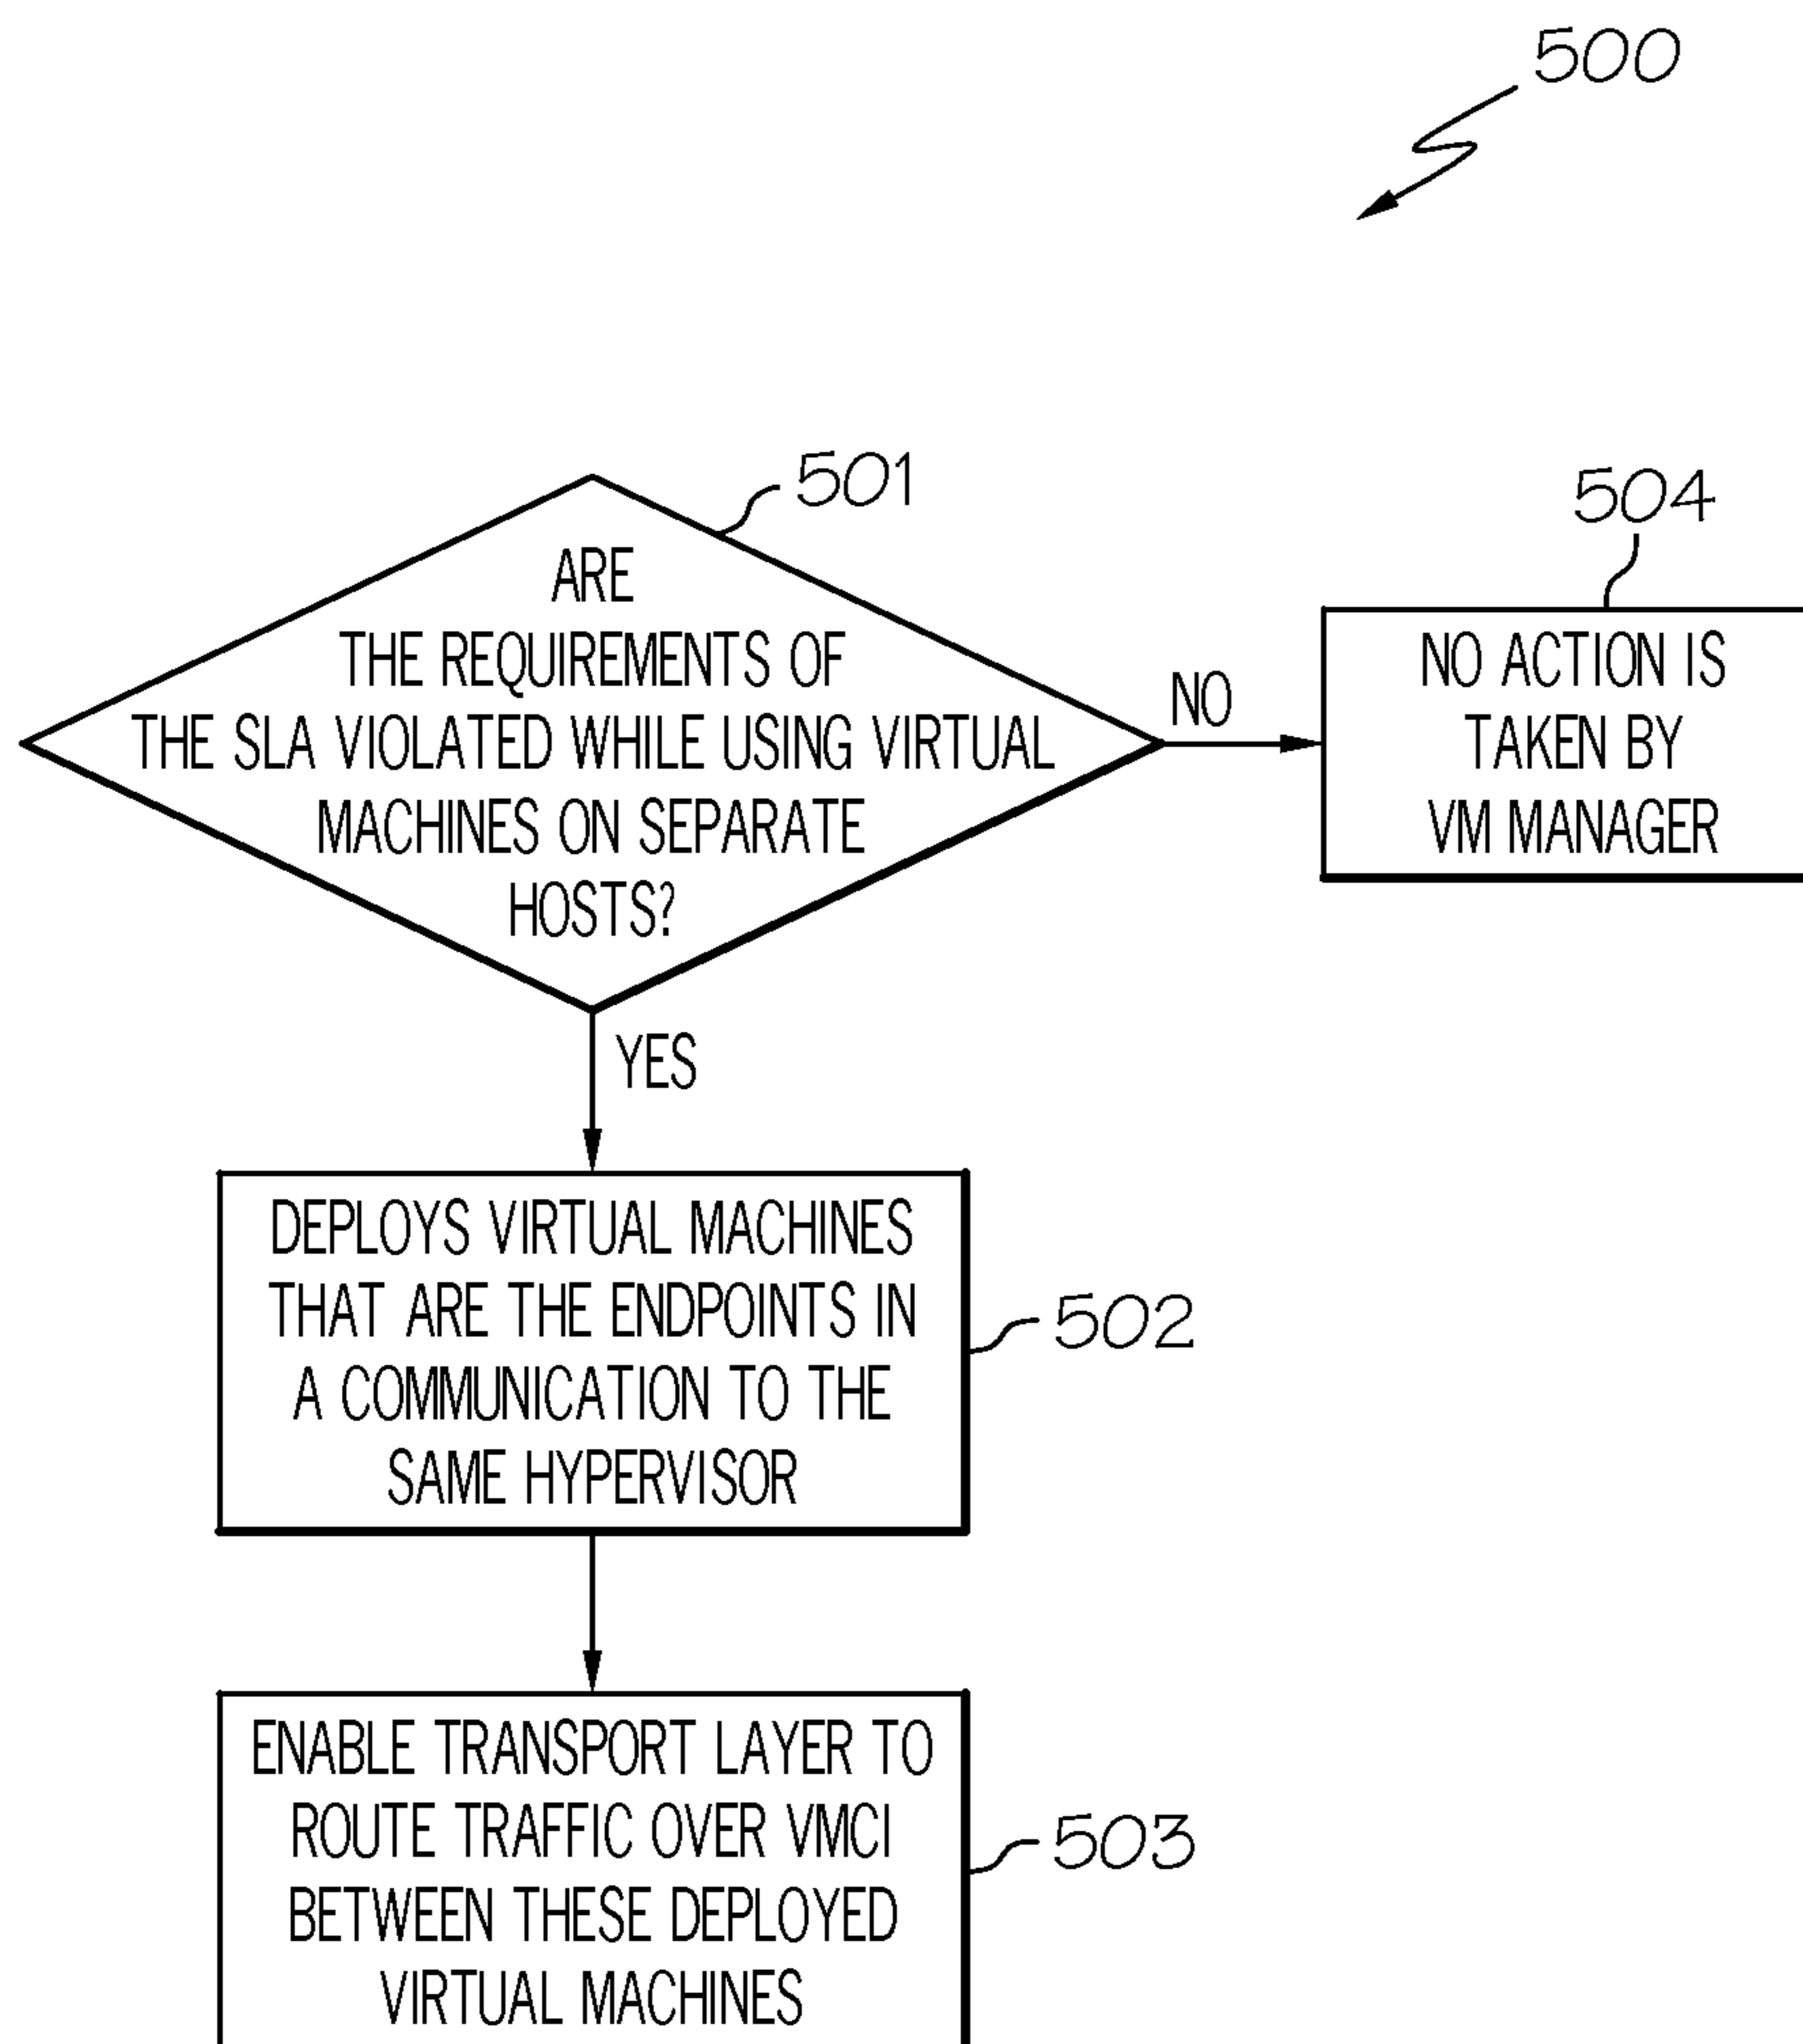 500
501
ARE
THE REQUIREMENTS OF
THE SLA VIOLATED WHILE USING VIRTUAL
MACHINES ON SEPARATE
HOSTS?
NO
504
NO ACTION IS
TAKEN BY
VM MANAGER
YES
DEPLOYS VIRTUAL MACHINES
THAT ARE THE ENDPOINTS IN
A COMMUNICATION TO THE
SAME HYPERVISOR
502
ENABLE TRANSPORT LAYER TO
ROUTE TRAFFIC OVER VMCI
BETWEEN THESE DEPLOYED
VIRTUAL MACHINES
503